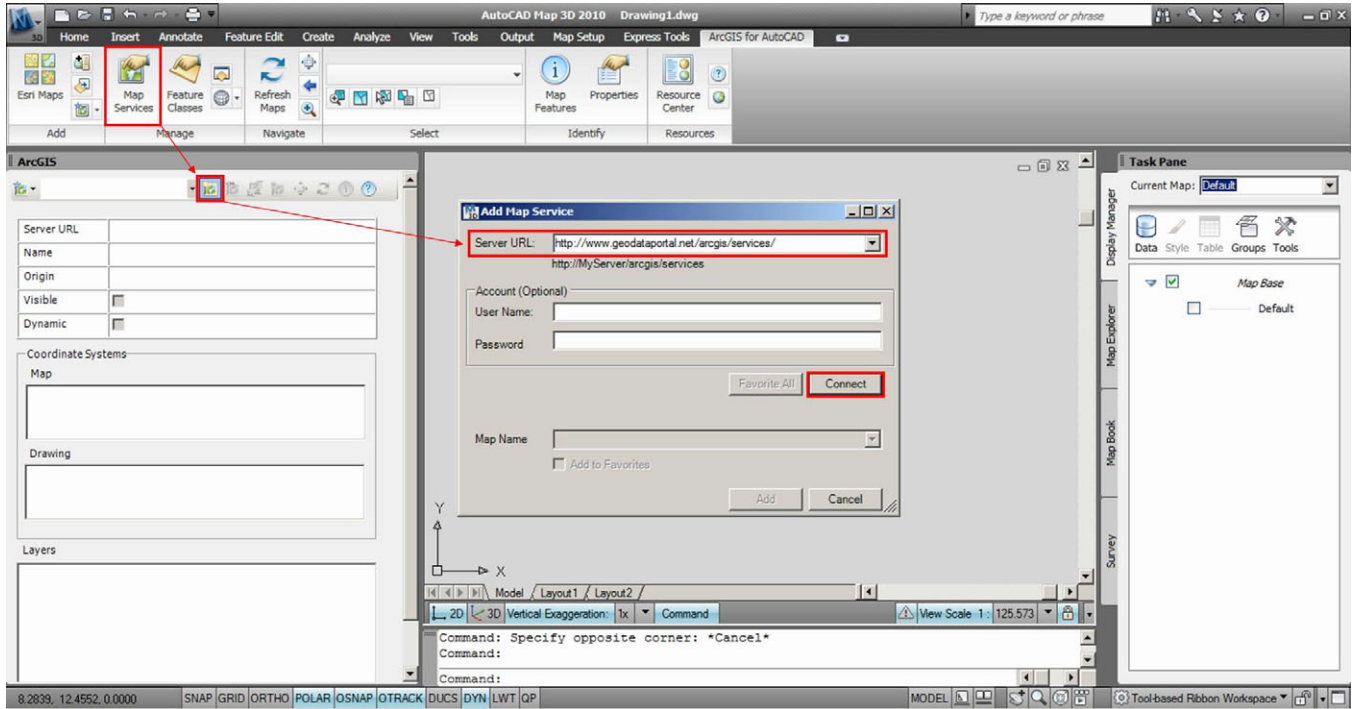 AutoCAD Map 3D 2010 Drawing1.dwg
Type a keyword or phrase
3D Home Insert Annotate Feature Edit Create Analyze View Tools Output Map Setup Express Tools ArcGIS for AutoCAD
Esri Maps
Map Services
Feature Classes
Refresh Maps
Map Features
Properties
Resource Center
Add Manage Navigate Select Identify Resources
ArcGIS
Server URL
Name
Origin
Visible
Dynamic
Coordinate Systems
Map
Drawing
Layers
Add Map Service
Server URL: http://www.geodataportal.net/arcgis/services/
http://MyServer/arcgis/services
Account (Optional)
User Name:
Password
Favorite All Connect
Map Name
Add to Favorites
Add Cancel
Y
X
Model Layout1 Layout2
2D 3D Vertical Exaggeration: 1x Command
View Scale 1 : 125.573
Command: Specify opposite corner: *Cancel*
Command:
Command:
Task Pane
Current Map: Default
Data Style Table Groups Tools
Map Base
Default
Display Manager
Map Explorer
Map Book
Survey
8.2839, 12.4552, 0.0000 SNAP GRID ORTHO POLAR OSNAP OTRACK DUCS DYN LWT QP MODEL Tool-based Ribbon Workspace